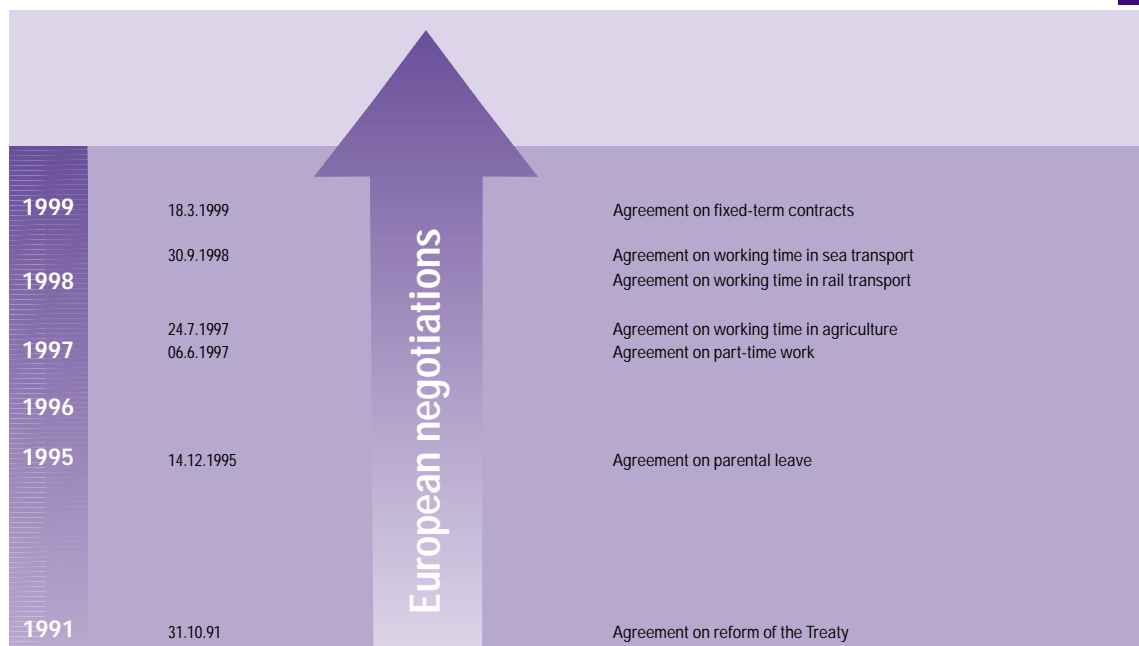 1999 18.3.1999 Agreement on fixed-term contracts
30.9.1998 Agreement on working time in sea transport
1998 Agreement on working time in rail transport
24.7.1997 Agreement on working time in agriculture
1997 06.6.1997 Agreement on part-time work
1996
1995 14.12.1995 Agreement on parental leave
1991 31.10.91 Agreement on reform of the Treaty
European negotiations